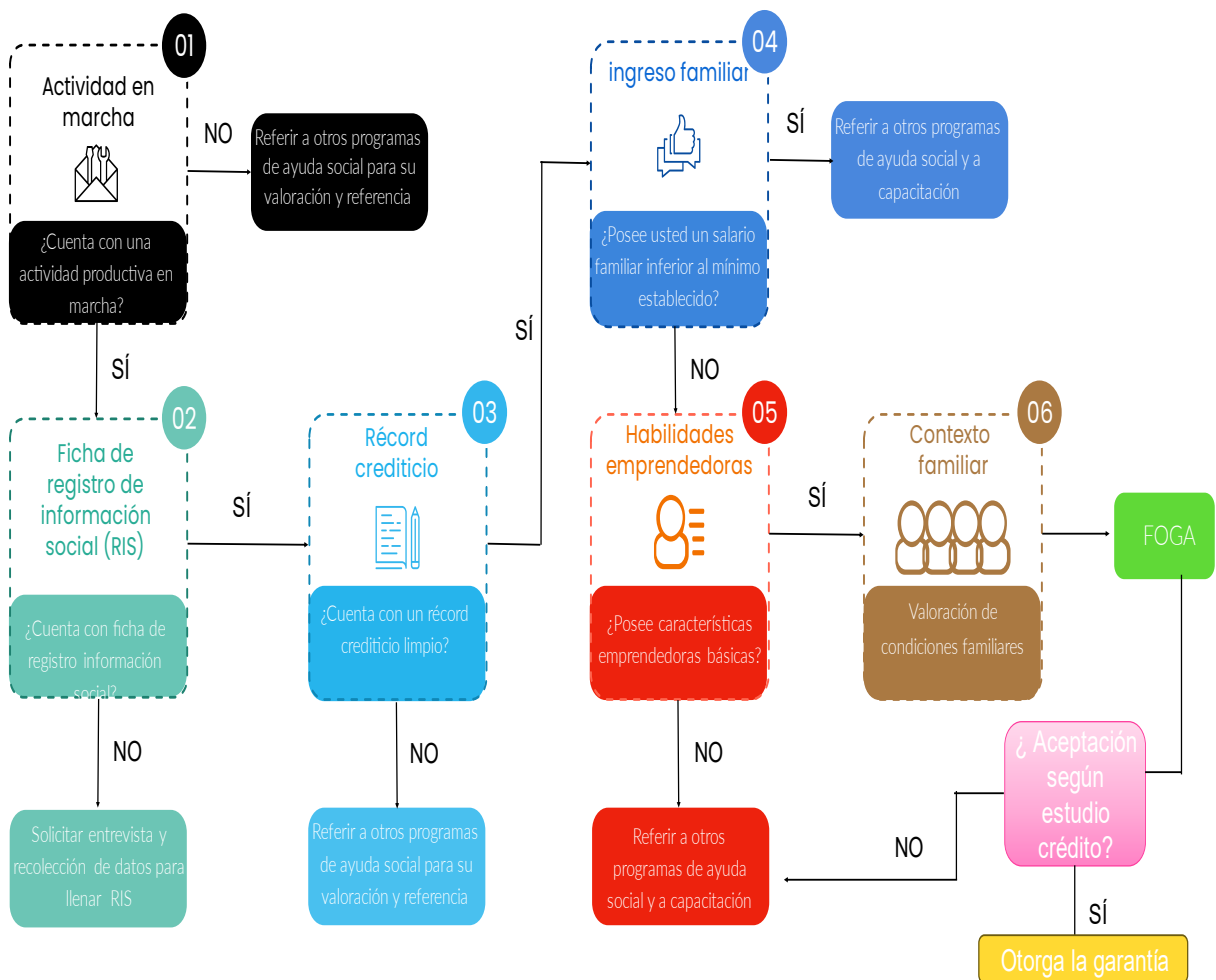 01
Actividad en
marcha
¿Cuenta con una
actividad productiva en
marcha?
NO
Referir a otros programas
de ayuda social para su
valoración y referencia
SÍ
02
Ficha de
registro de
información
social (RIS)
¿Cuenta con ficha de
registro información
social?
NO
Solicitar entrevista y
recolección de datos para
llenar RIS
SÍ
03
Récord
crediticio
¿Cuenta con un récord
crediticio limpio?
NO
Referir a otros programas
de ayuda social para su
valoración y referencia
SÍ
04
ingreso familiar
¿Posee usted un salario
familiar inferior al mínimo
establecido?
SÍ
Referir a otros programas
de ayuda social y a
capacitación
NO
05
Habilidades
emprendedoras
¿Posee características
emprendedoras básicas?
NO
Referir a otros
programas de ayuda
social y a capacitación
SÍ
06
Contexto
familiar
Valoración de
condiciones familiares
FOGA
¿ Aceptación
según
estudio
crédito?
NO
SÍ
Otorga la garantía